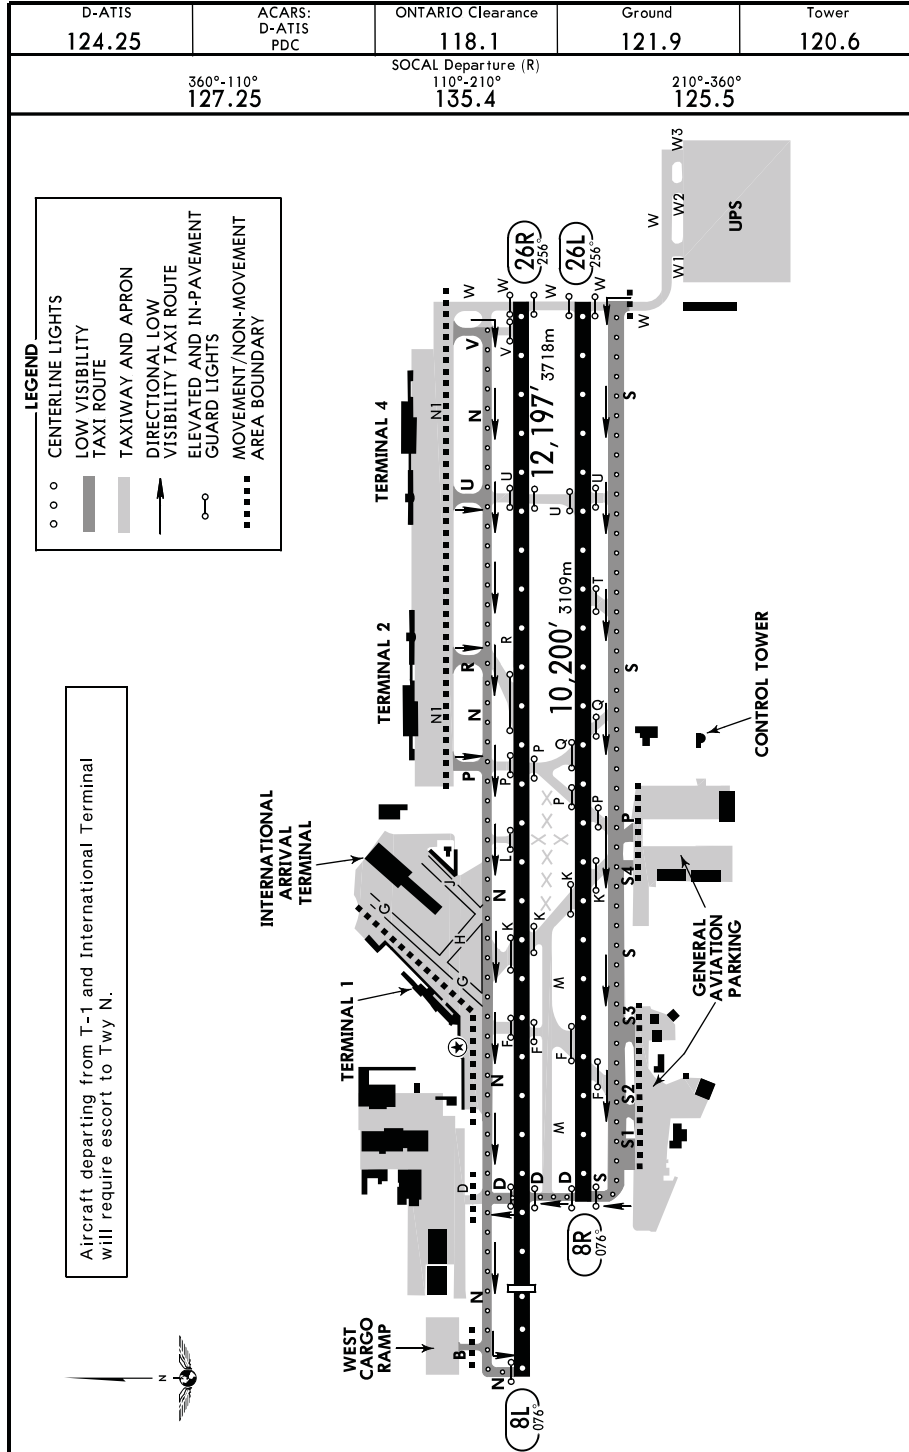 D-ATIS
124.25
ACARS:
D-ATIS
PDC
ONTARIO Clearance
118.1
Ground
121.9
Tower
120.6
SOCAL Departure (R)
360°-110°
127.25
110°-210°
135.4
210°-360°
125.5
LEGEND
CENTERLINE LIGHTS
LOW VISIBILITY
TAXI ROUTE
TAXIWAY AND APRON
DIRECTIONAL LOW
VISIBILITY TAXI ROUTE
ELEVATED AND IN-PAVEMENT
GUARD LIGHTS
MOVEMENT/NON-MOVEMENT
AREA BOUNDARY
Aircraft departing from T-1 and International Terminal
will require escort to Twy N.
N
TERMINAL 4
TERMINAL 2
INTERNATIONAL
ARRIVAL
TERMINAL
TERMINAL 1
WEST
CARGO
RAMP
UPS
CONTROL TOWER
GENERAL
AVIATION
PARKING
26R
256°
26L
256°
8L
076°
8R
076°
12,197'
3718m
10,200'
3109m
W3
W2
W1
W
W
W
W
W
W
W
V
V
N1
N1
N
N
N
N
N
N
N
U
U
U
U
R
R
P
P
P
P
P
P
Q
Q
T
L
K
K
K
K
J
G
G
H
F
F
F
F
M
M
D
D
D
D
B
S
S
S
S
S4
S3
S2
S1